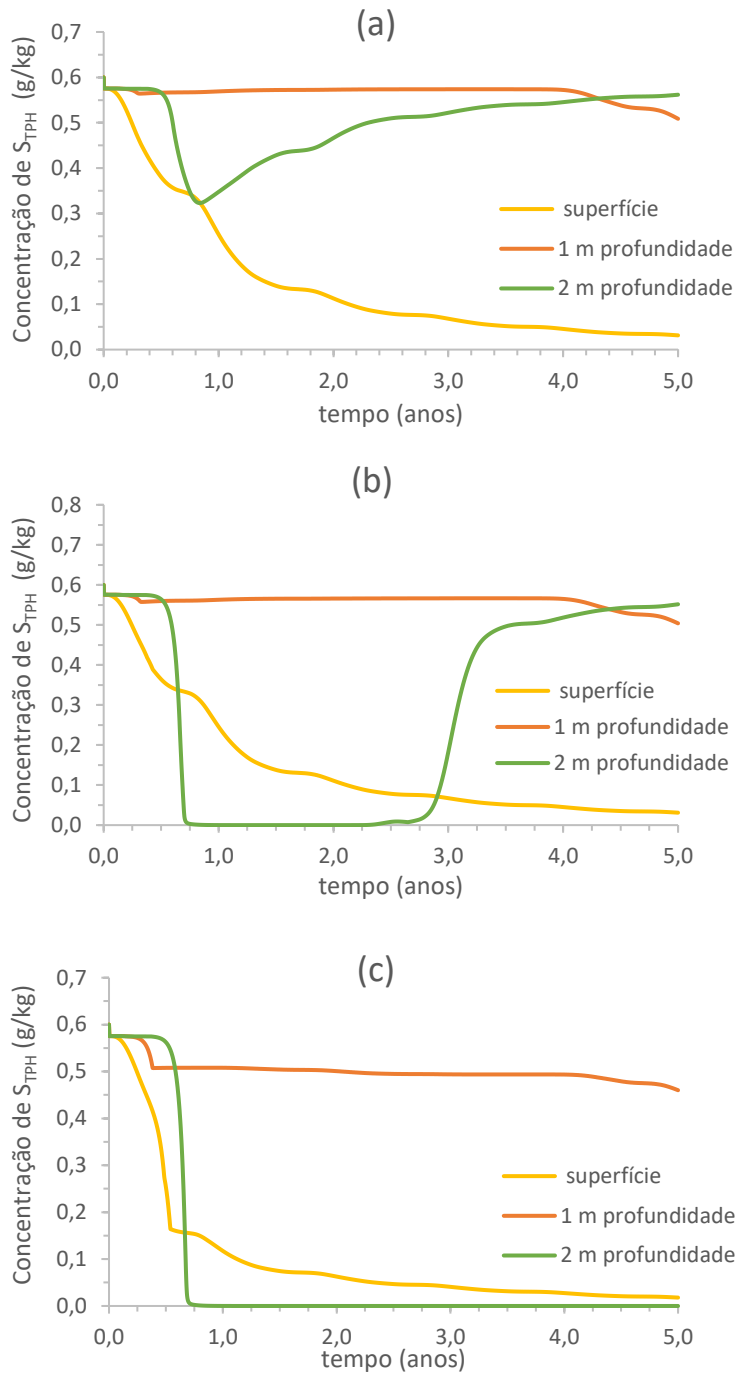 (a)
Concentração de S_TPH (g/kg)
0,7
0,6
0,5
0,4
0,3
0,2
0,1
0,0
superfície
1 m profundidade
2 m profundidade
0,0 1,0 2,0 3,0 4,0 5,0
tempo (anos)
(b)
Concentração de S_TPH (g/kg)
0,8
0,7
0,6
0,5
0,4
0,3
0,2
0,1
0,0
superfície
1 m profundidade
2 m profundidade
0,0 1,0 2,0 3,0 4,0 5,0
tempo (anos)
(c)
Concentração de S_TPH (g/kg)
0,7
0,6
0,5
0,4
0,3
0,2
0,1
0,0
superfície
1 m profundidade
2 m profundidade
0,0 1,0 2,0 3,0 4,0 5,0
tempo (anos)